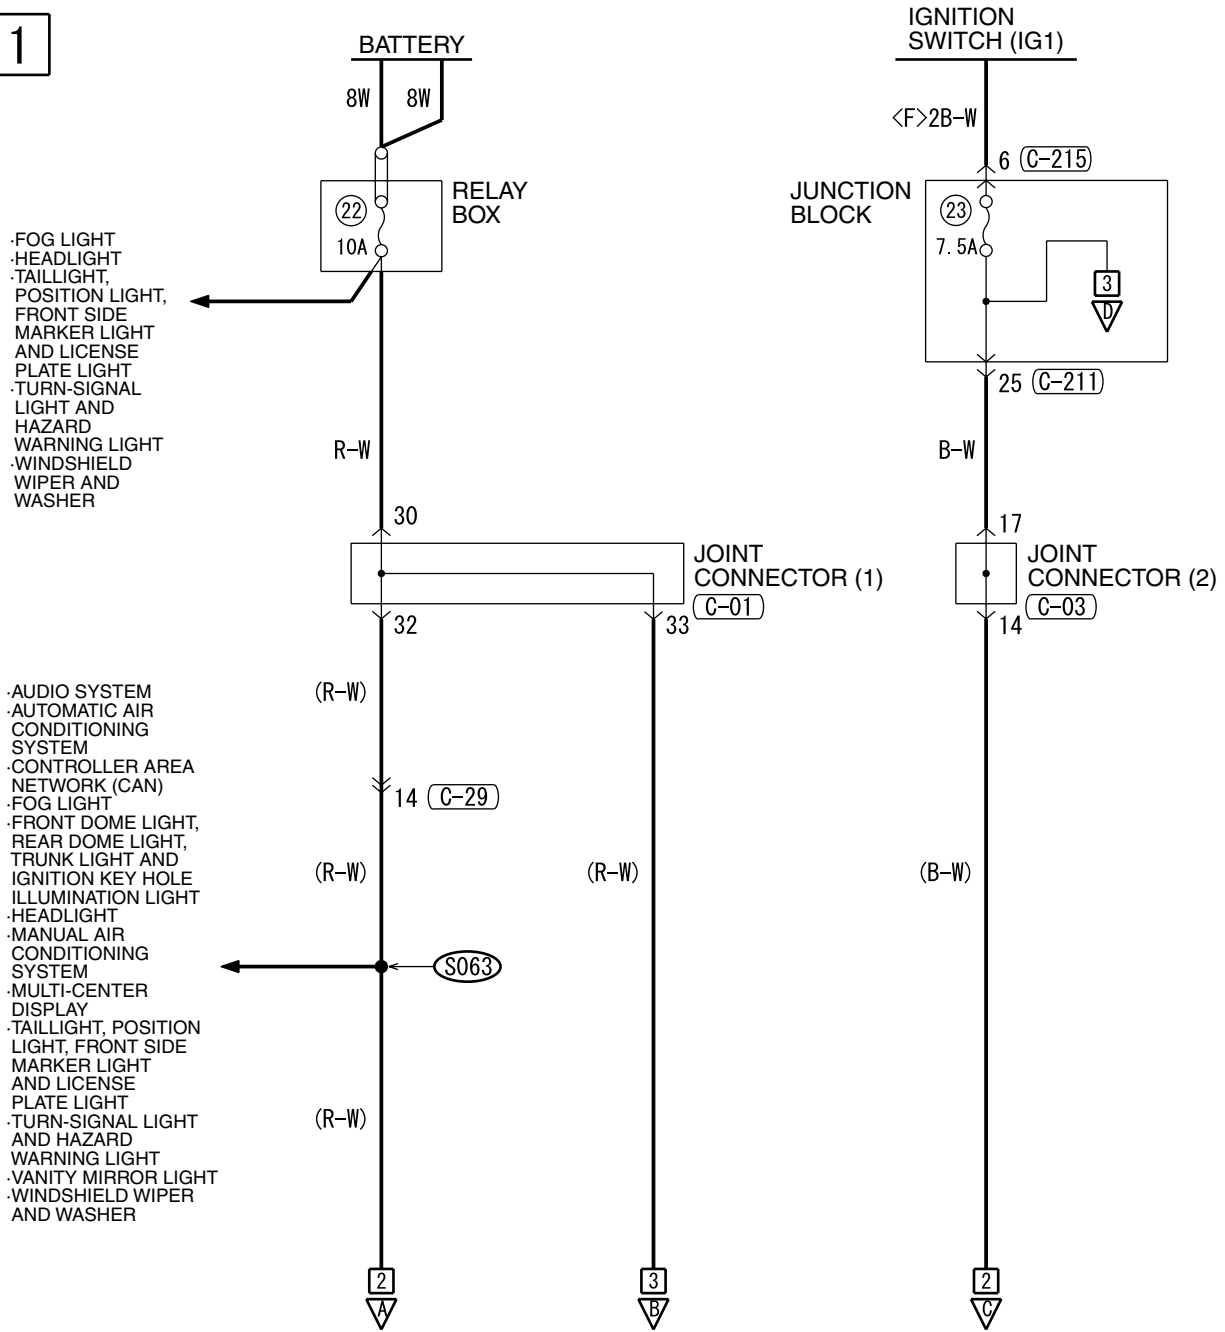 1
BATTERY
IGNITION
SWITCH (IG1)
8W
8W
<F>2B-W
6 (C-215)
RELAY
BOX
22
10A
JUNCTION
BLOCK
23
7.5A
3
D
·FOG LIGHT
·HEADLIGHT
·TAILLIGHT,
POSITION LIGHT,
FRONT SIDE
MARKER LIGHT
AND LICENSE
PLATE LIGHT
·TURN-SIGNAL
LIGHT AND
HAZARD
WARNING LIGHT
·WINDSHIELD
WIPER AND
WASHER
25 (C-211)
R-W
B-W
30
17
JOINT
CONNECTOR (1)
C-01
JOINT
CONNECTOR (2)
C-03
32
33
14
·AUDIO SYSTEM
·AUTOMATIC AIR
CONDITIONING
SYSTEM
·CONTROLLER AREA
NETWORK (CAN)
·FOG LIGHT
·FRONT DOME LIGHT,
REAR DOME LIGHT,
TRUNK LIGHT AND
IGNITION KEY HOLE
ILLUMINATION LIGHT
·HEADLIGHT
·MANUAL AIR
CONDITIONING
SYSTEM
·MULTI-CENTER
DISPLAY
·TAILLIGHT, POSITION
LIGHT, FRONT SIDE
MARKER LIGHT
AND LICENSE
PLATE LIGHT
·TURN-SIGNAL LIGHT
AND HAZARD
WARNING LIGHT
·VANITY MIRROR LIGHT
·WINDSHIELD WIPER
AND WASHER
(R-W)
14 (C-29)
(R-W)
(R-W)
(B-W)
S063
(R-W)
2
A
3
B
2
C